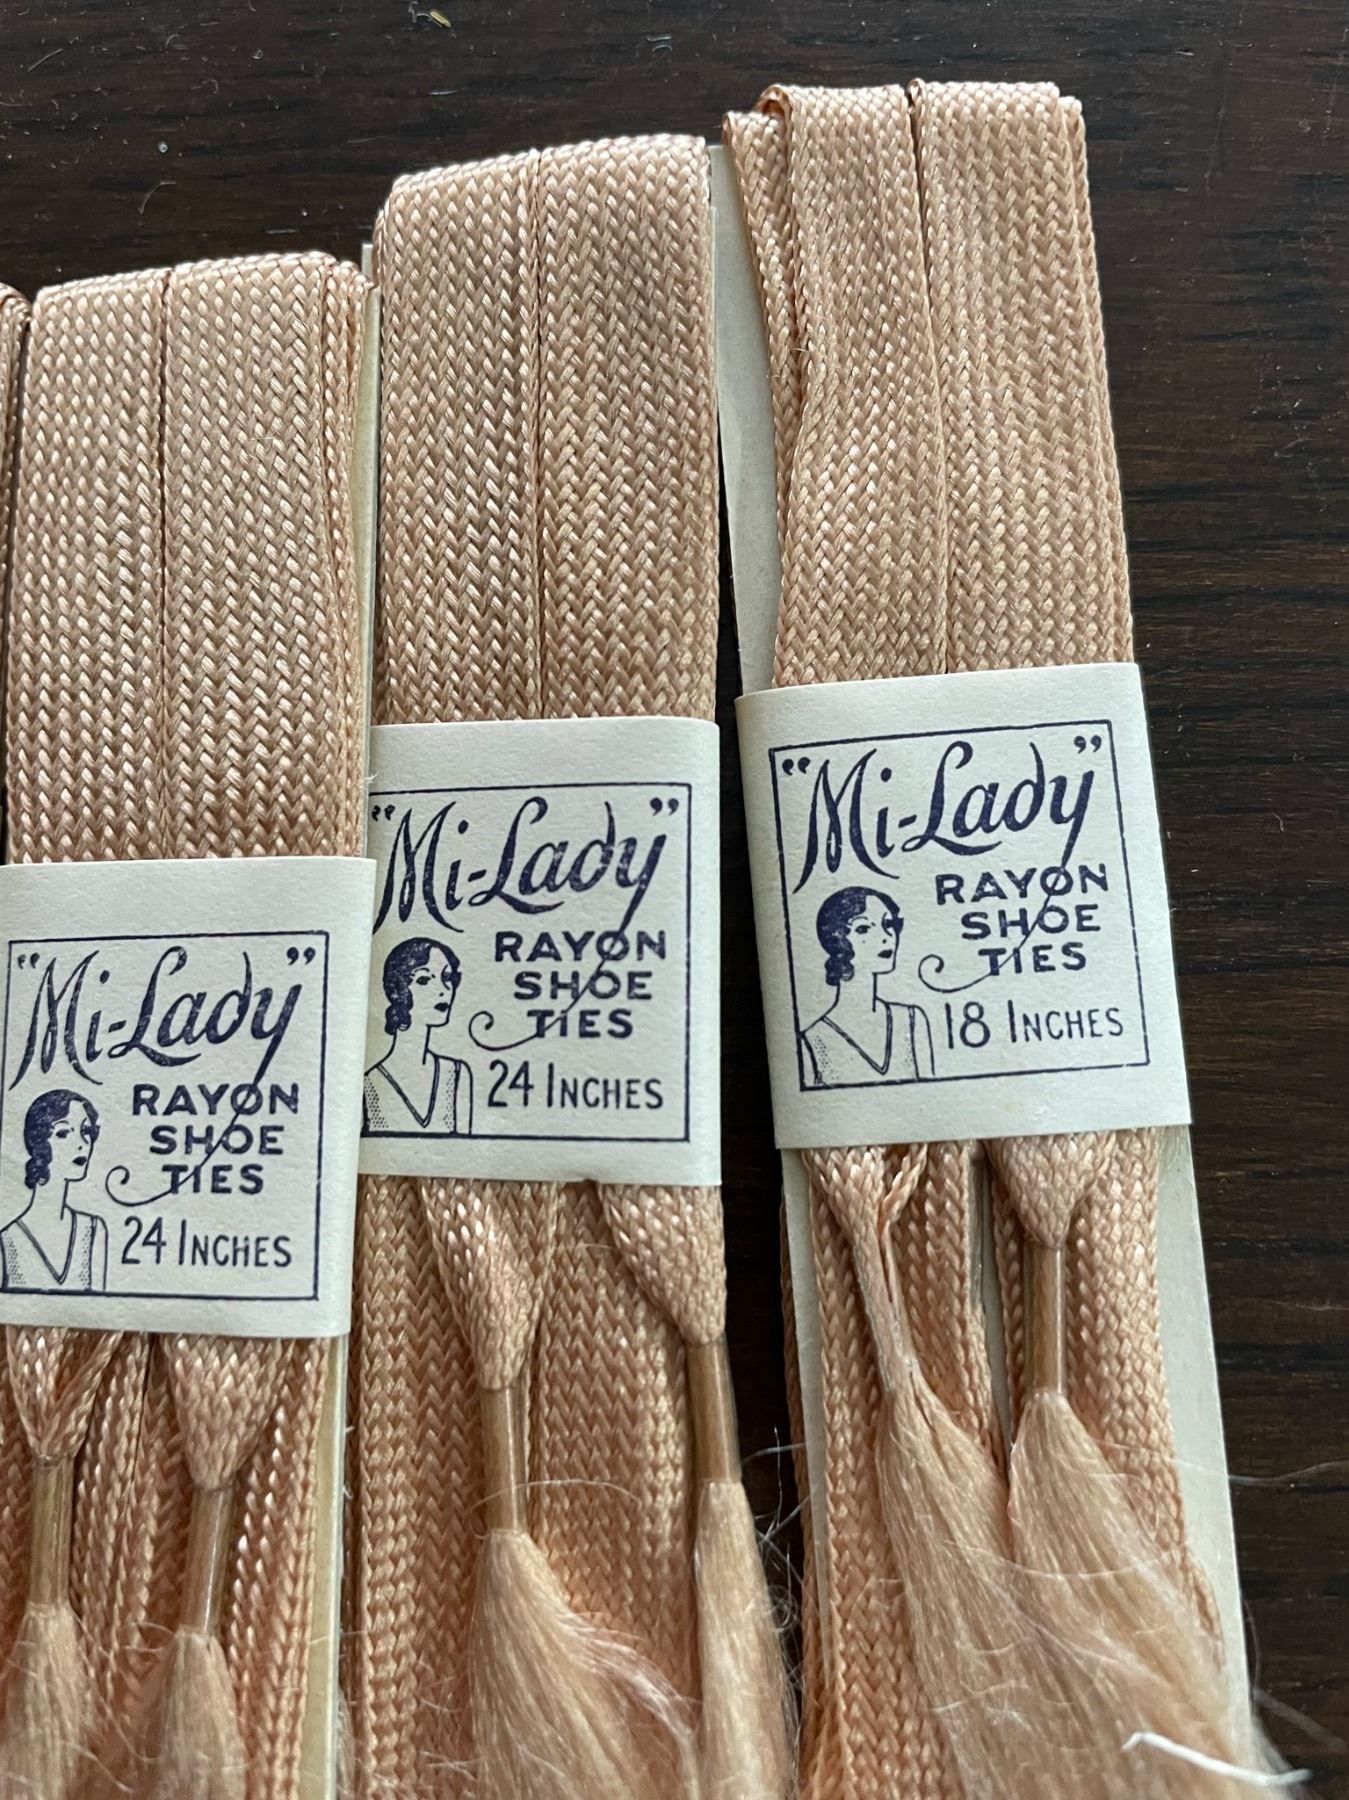 "Mi-Lady"
RAYON
SHOE
TIES
24 INCHES
"Mi-Lady"
RAYON
SHOE
TIES
24 INCHES
"Mi-Lady"
RAYON
SHOE
TIES
18 INCHES